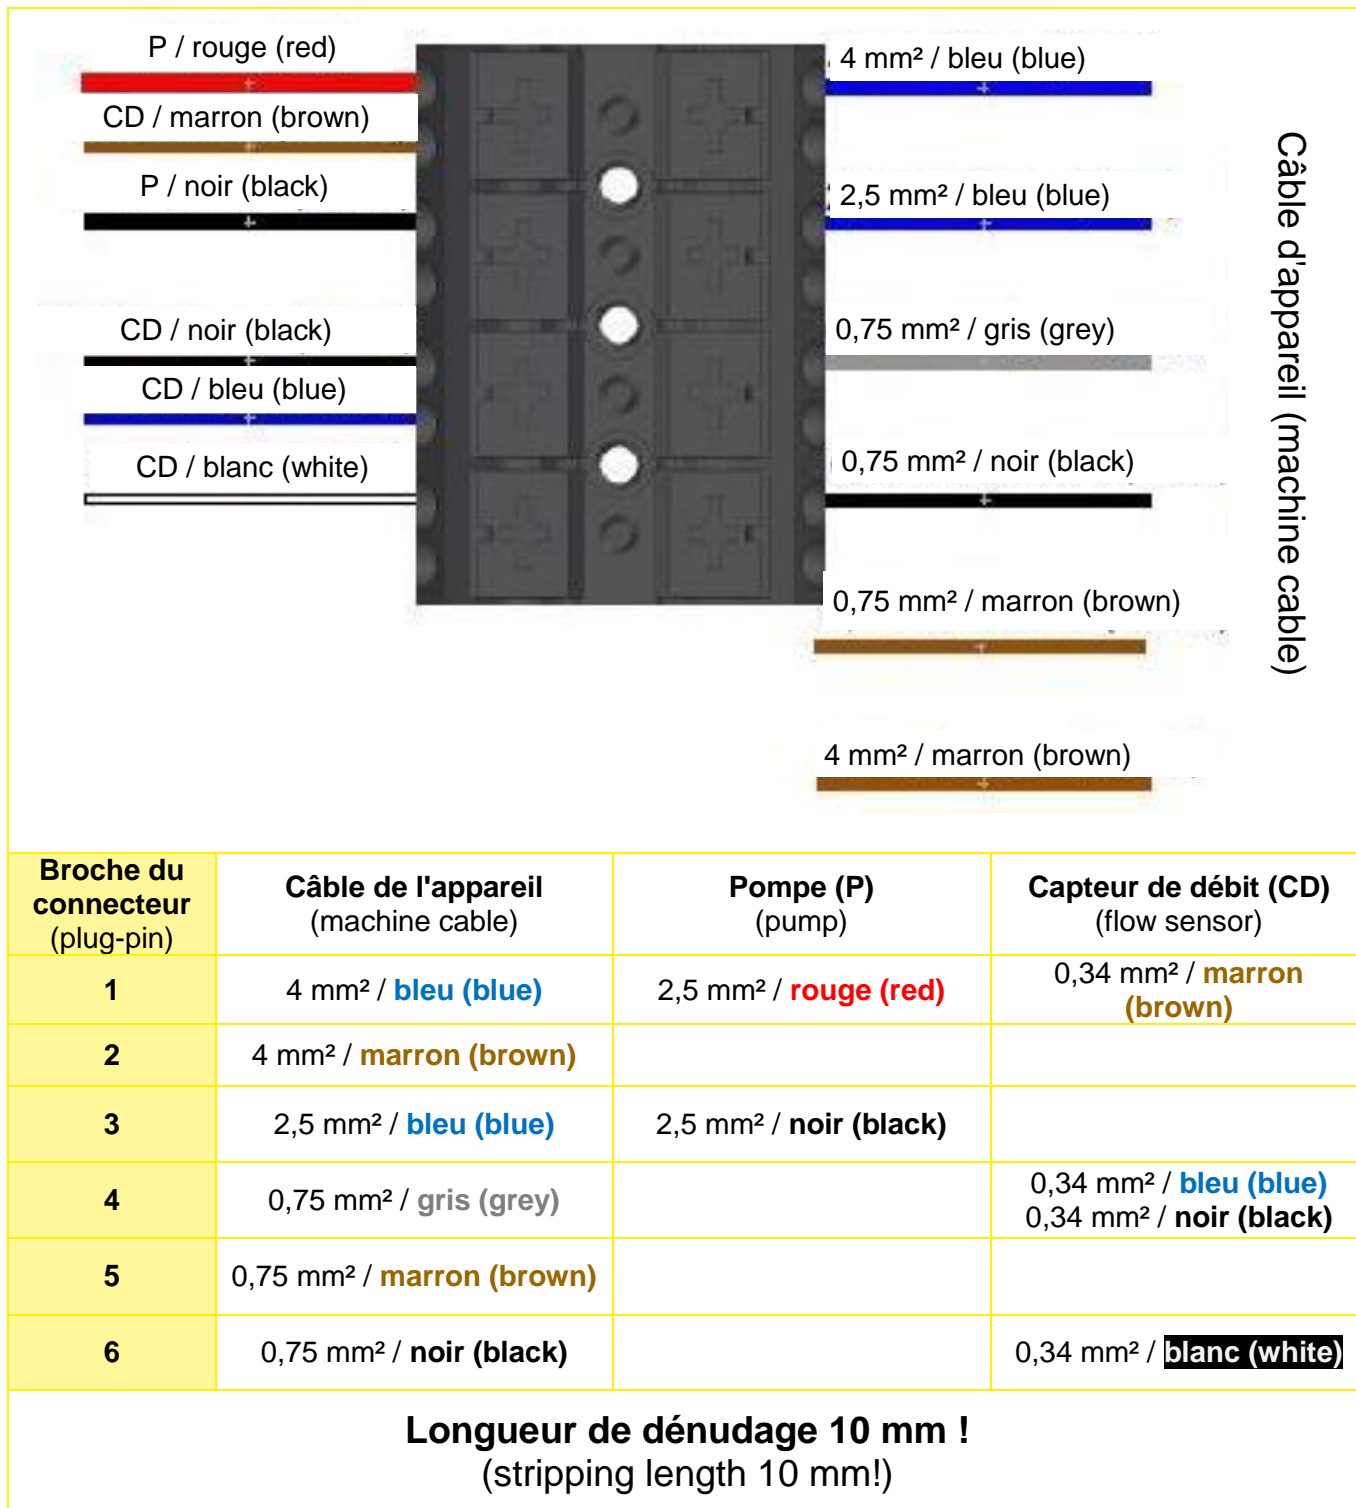 P / rouge (red)
CD / marron (brown)
P / noir (black)
CD / noir (black)
CD / bleu (blue)
CD / blanc (white)
4 mm² / bleu (blue)
2,5 mm² / bleu (blue)
0,75 mm² / gris (grey)
0,75 mm² / noir (black)
0,75 mm² / marron (brown)
4 mm² / marron (brown)
Câble d'appareil (machine cable)
Broche du
connecteur
(plug-pin)
Câble de l'appareil
(machine cable)
Pompe (P)
(pump)
Capteur de débit (CD)
(flow sensor)
1
4 mm² / bleu (blue)
2,5 mm² / rouge (red)
0,34 mm² / marron
(brown)
2
4 mm² / marron (brown)
3
2,5 mm² / bleu (blue)
2,5 mm² / noir (black)
4
0,75 mm² / gris (grey)
0,34 mm² / bleu (blue)
0,34 mm² / noir (black)
5
0,75 mm² / marron (brown)
6
0,75 mm² / noir (black)
0,34 mm² / blanc (white)
Longueur de dénudage 10 mm !
(stripping length 10 mm!)